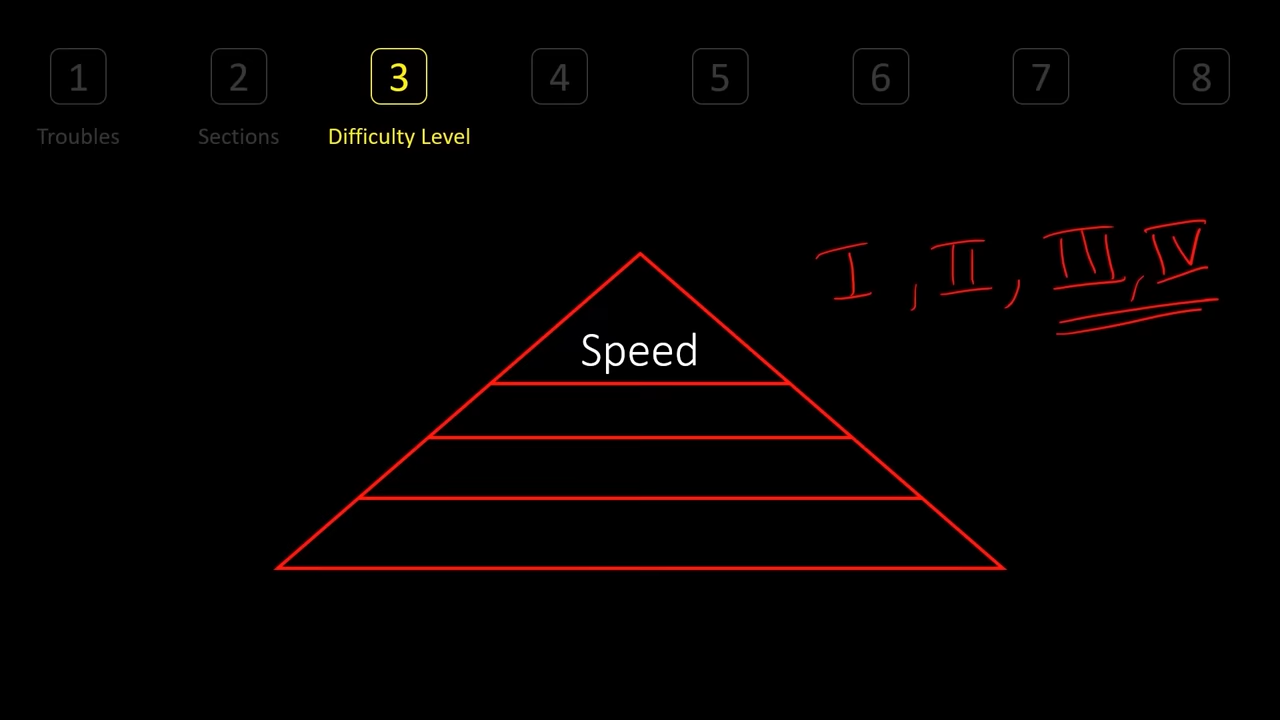 1 2 3 4 5 6 7 8
Troubles Sections Difficulty Level
I, II, III, IV
Speed